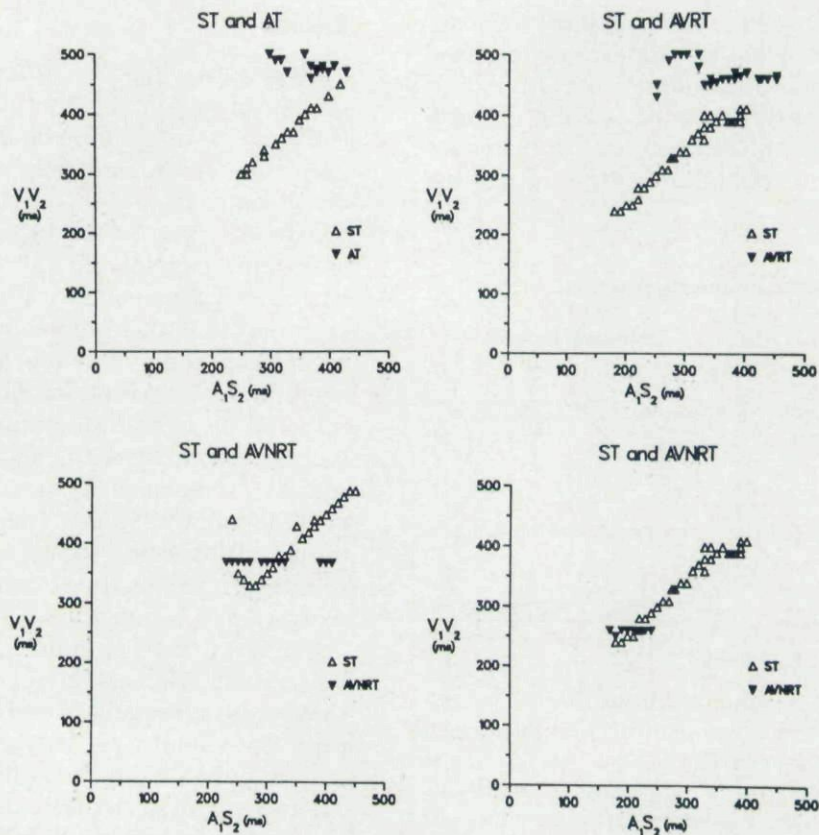 ST and AT
500
400
300
200
100
0
V₁V₂
(ms)
△ ST
▼ AT
0 100 200 300 400 500
A₁S₂ (ms)
ST and AVRT
500
400
300
200
100
0
V₁V₂
(ms)
△ ST
▼ AVRT
0 100 200 300 400 500
A₁S₂ (ms)
ST and AVNRT
500
400
300
200
100
0
V₁V₂
(ms)
△ ST
▼ AVNRT
0 100 200 300 400 500
A₁S₂ (ms)
ST and AVNRT
500
400
300
200
100
0
V₁V₂
(ms)
△ ST
▼ AVNRT
0 100 200 300 400 500
A₁S₂ (ms)